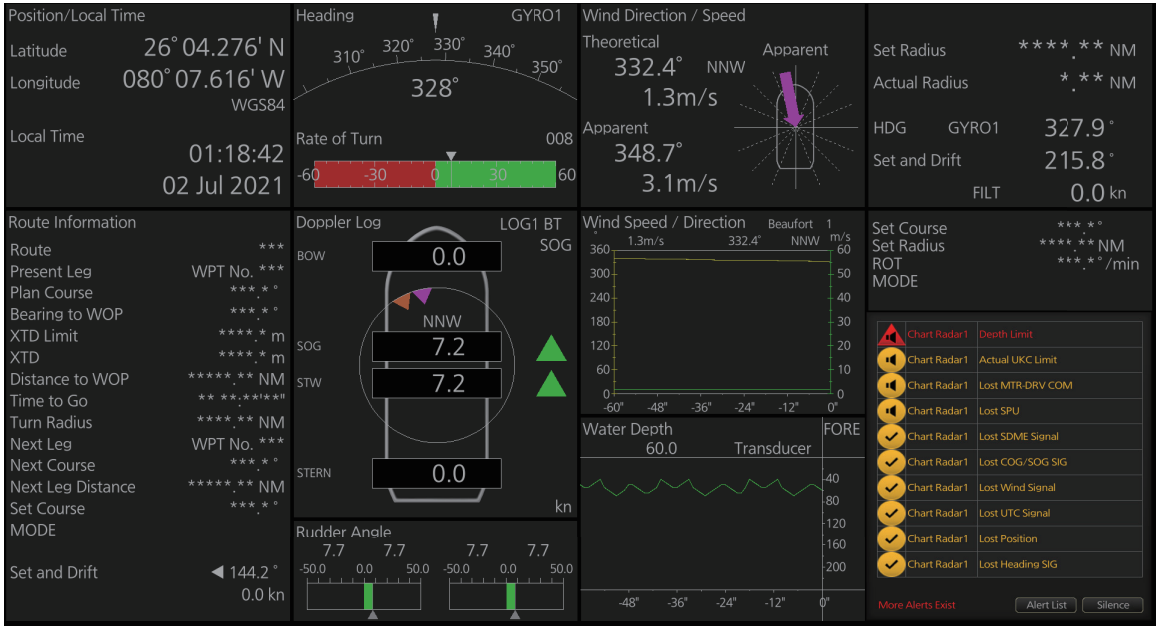 Position/Local Time
Latitude 26° 04.276' N
Longitude 080° 07.616' W
WGS84
Local Time
01:18:42
02 Jul 2021
Heading GYRO1
310° 320° 330° 340° 350°
328°
Rate of Turn 008
-60 -30 0 30 60
Wind Direction / Speed
Theoretical
332.4° NNW
1.3m/s
Apparent
348.7°
3.1m/s
Apparent
Set Radius ****.** NM
Actual Radius *.** NM
HDG GYRO1 327.9°
Set and Drift 215.8°
FILT 0.0 kn
Route Information
Route ***
Present Leg WPT No. ***
Plan Course ***.*°
Bearing to WOP ***.*°
XTD Limit ****.* m
XTD ****.* m
Distance to WOP *****.** NM
Time to Go ** **:**'**"
Turn Radius ****.** NM
Next Leg WPT No. ***
Next Course ***.*°
Next Leg Distance *****.** NM
Set Course ***.*°
MODE
Set and Drift 144.2°
0.0 kn
Doppler Log LOG1 BT
SOG
BOW 0.0
NNW
SOG 7.2
STW 7.2
STERN 0.0
kn
Rudder Angle
7.7 7.7 7.7 7.7
-50.0 0.0 50.0 -50.0 0.0 50.0
Wind Speed / Direction Beaufort 1
° 1.3m/s 332.4° NNW m/s
360 60
300 50
240 40
180 30
120 20
60 10
0 0
-60" -48" -36" -24" -12" 0"
Water Depth FORE
60.0 Transducer
40
80
120
160
200
-48" -36" -24" -12" 0"
Set Course ***.*°
Set Radius ****.** NM
ROT ***.*°/min
MODE
Chart Radar1 Depth Limit
Chart Radar1 Actual UKC Limit
Chart Radar1 Lost MTR-DRV COM
Chart Radar1 Lost SPU
Chart Radar1 Lost SDME Signal
Chart Radar1 Lost COG/SOG SIG
Chart Radar1 Lost Wind Signal
Chart Radar1 Lost UTC Signal
Chart Radar1 Lost Position
Chart Radar1 Lost Heading SIG
More Alerts Exist Alert List Silence